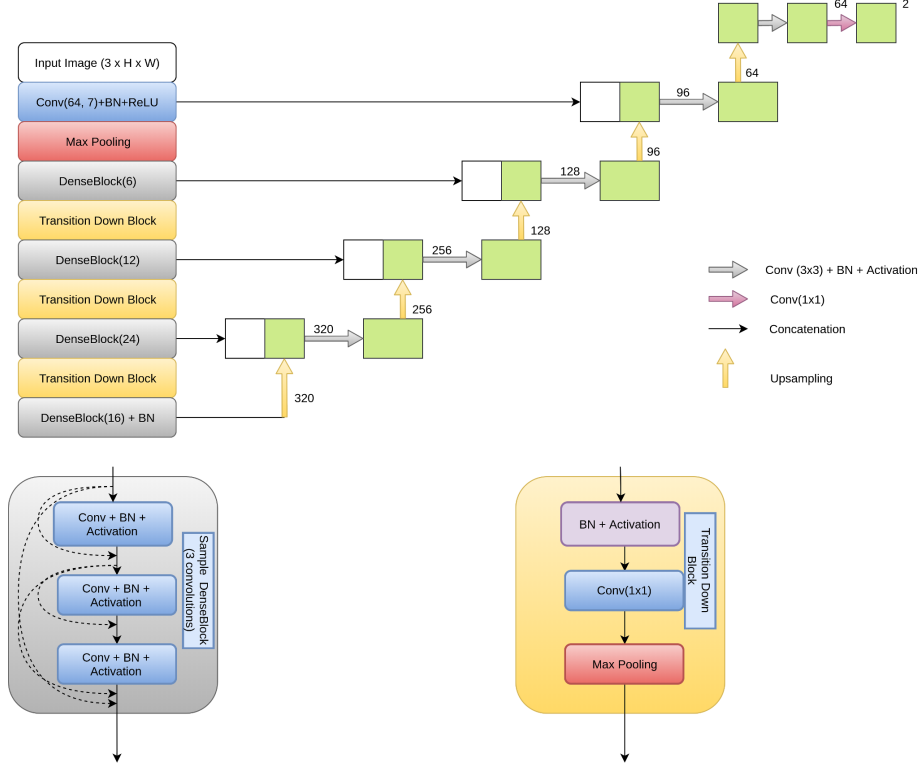 64
2
Input Image (3 x H x W)
64
Conv(64, 7)+BN+ReLU
96
Max Pooling
96
DenseBlock(6)
128
Transition Down Block
128
DenseBlock(12)
256
Conv (3x3) + BN + Activation
Transition Down Block
256
Conv(1x1)
DenseBlock(24)
320
Concatenation
Transition Down Block
320
Upsampling
DenseBlock(16) + BN
Conv + BN +
Activation
Conv + BN +
Activation
Conv + BN +
Activation
Sample DenseBlock
(3 convolutions)
BN + Activation
Conv(1x1)
Max Pooling
Transition Down
Block